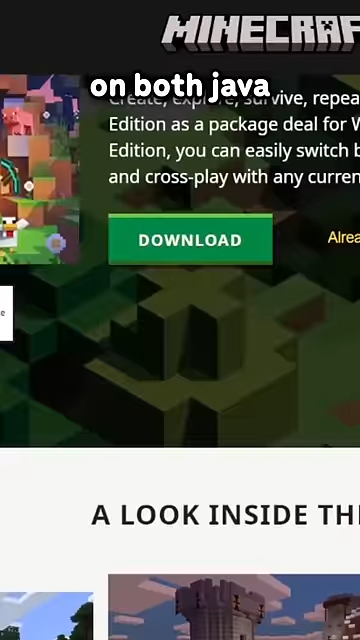 MINECRAF
on both java
Create, explore, survive, repea
Edition as a package deal for W
Edition, you can easily switch b
and cross-play with any curren
DOWNLOAD
Alrea
A LOOK INSIDE TH